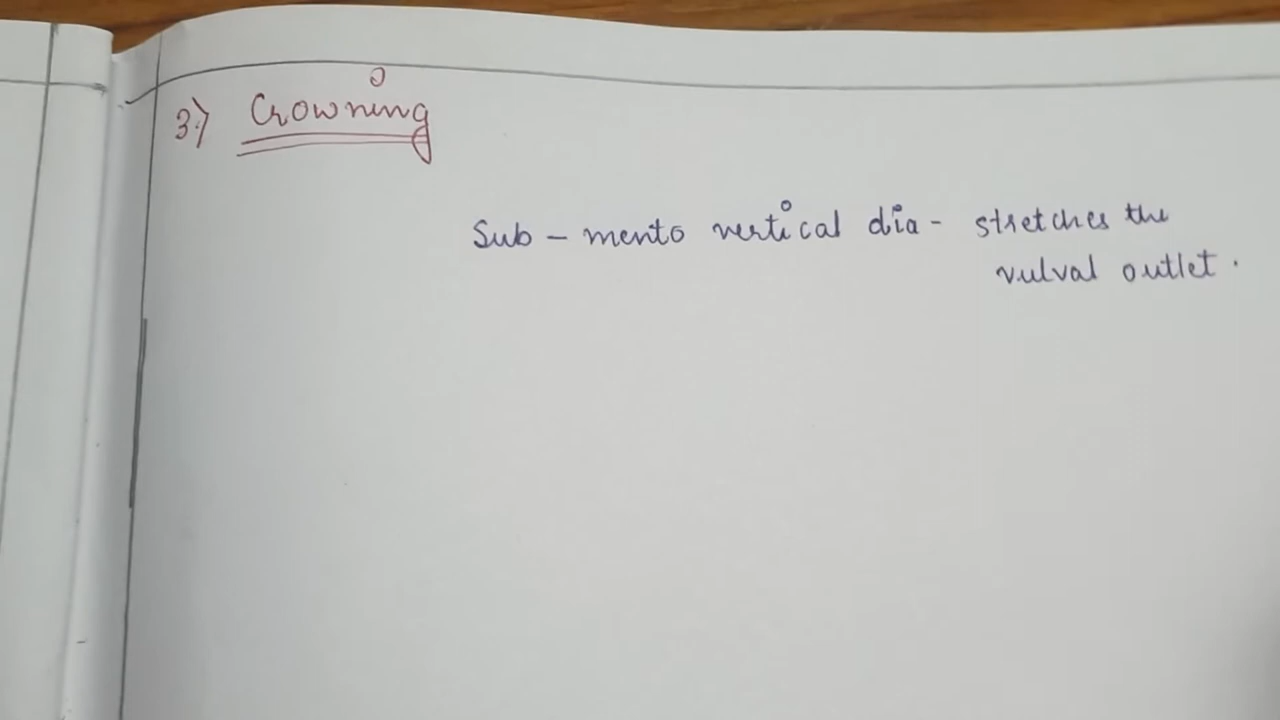 3.) Crowning
Sub - mento vertical dia - stretches the
vulval outlet .